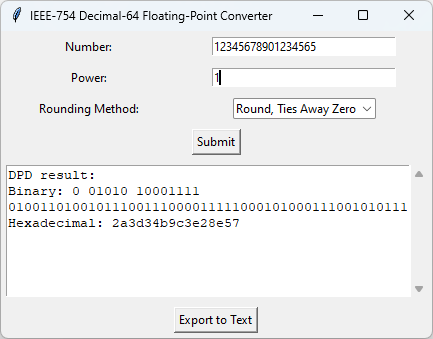 IEEE-754 Decimal-64 Floating-Point Converter
Number: 12345678901234565
Power: 1
Rounding Method: Round, Ties Away Zero
Submit
DPD result:
Binary: 0 01010 10001111
01001101001011100111000011111000101000111001010111
Hexadecimal: 2a3d34b9c3e28e57
Export to Text